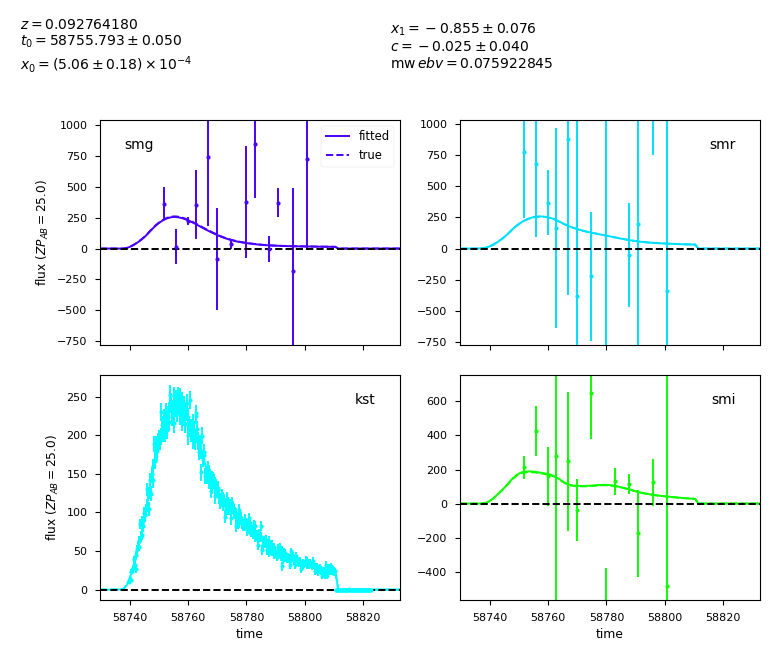 z = 0.092764180
t0 = 58755.793 ± 0.050
x0 = (5.06 ± 0.18) × 10^−4
x1 = −0.855 ± 0.076
c = −0.025 ± 0.040
mw ebv = 0.075922845
smg
fitted
true
1000
750
500
250
0
−250
−500
−750
flux (ZP_AB = 25.0)
smr
1000
750
500
250
0
−250
−500
−750
kst
250
200
150
100
50
0
flux (ZP_AB = 25.0)
58740 58760 58780 58800 58820
time
smi
600
400
200
0
−200
−400
58740 58760 58780 58800 58820
time